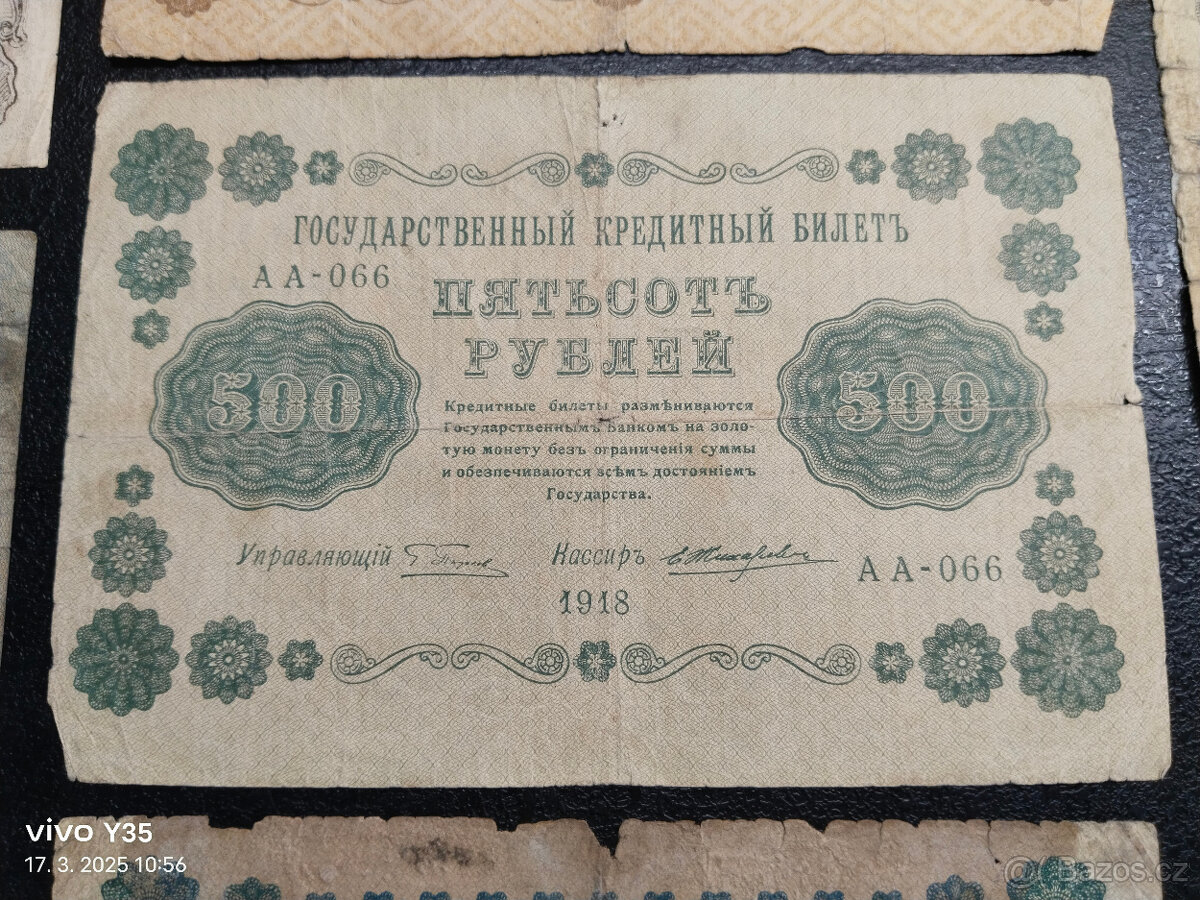 ГОСУДАРСТВЕННЫЙ КРЕДИТНЫЙ БИЛЕТЪ
АА-066
ПЯТЬСОТЪ
РУБЛЕЙ
500
500
Кредитные билеты размѣниваются
Государственнымъ Банкомъ на золо-
тую монету безъ ограниченія суммы
и обезпечиваются всѣмъ достояніемъ
Государства.
Управляющій
Кассиръ
АА-066
1918
vivo Y35
17. 3. 2025 10:56
@ Bazos.cz